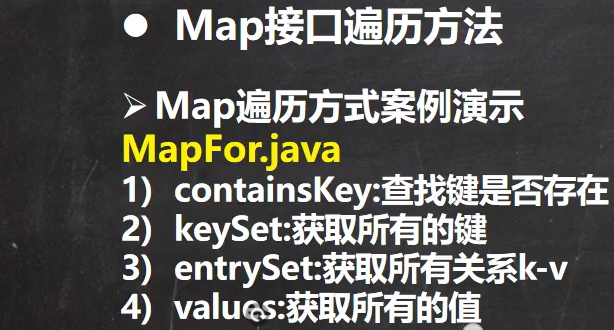 ● Map接口遍历方法
➢ Map遍历方式案例演示
MapFor.java
1）containsKey:查找键是否存在
2）keySet:获取所有的键
3）entrySet:获取所有关系k-v
4）values:获取所有的值